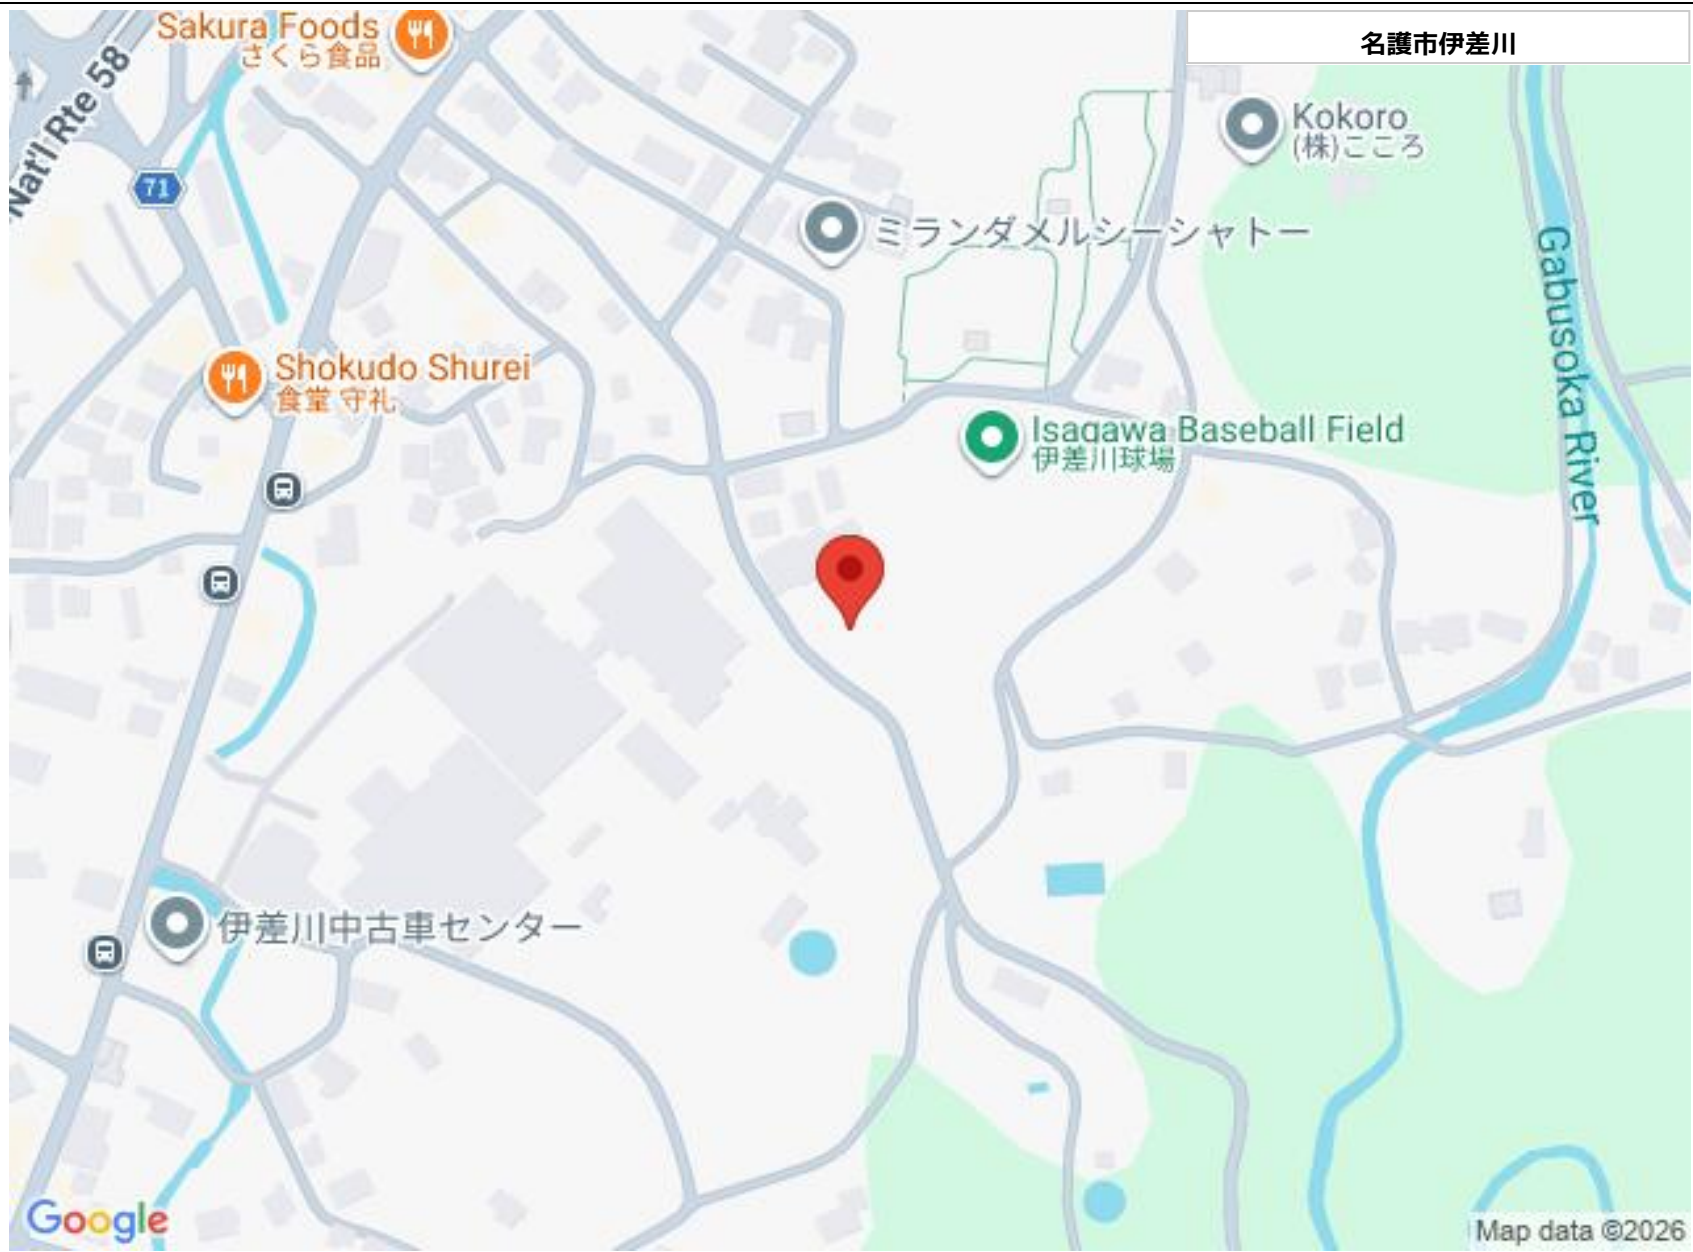 名護市伊差川
Sakura Foods
さくら食品
Nat'l Rte 58
71
Kokoro
(株)こころ
ミランダメルシーシャトー
Gabusoka River
Shokudo Shurei
食堂 守礼
Isagawa Baseball Field
伊差川球場
伊差川中古車センター
Google
Map data ©2026